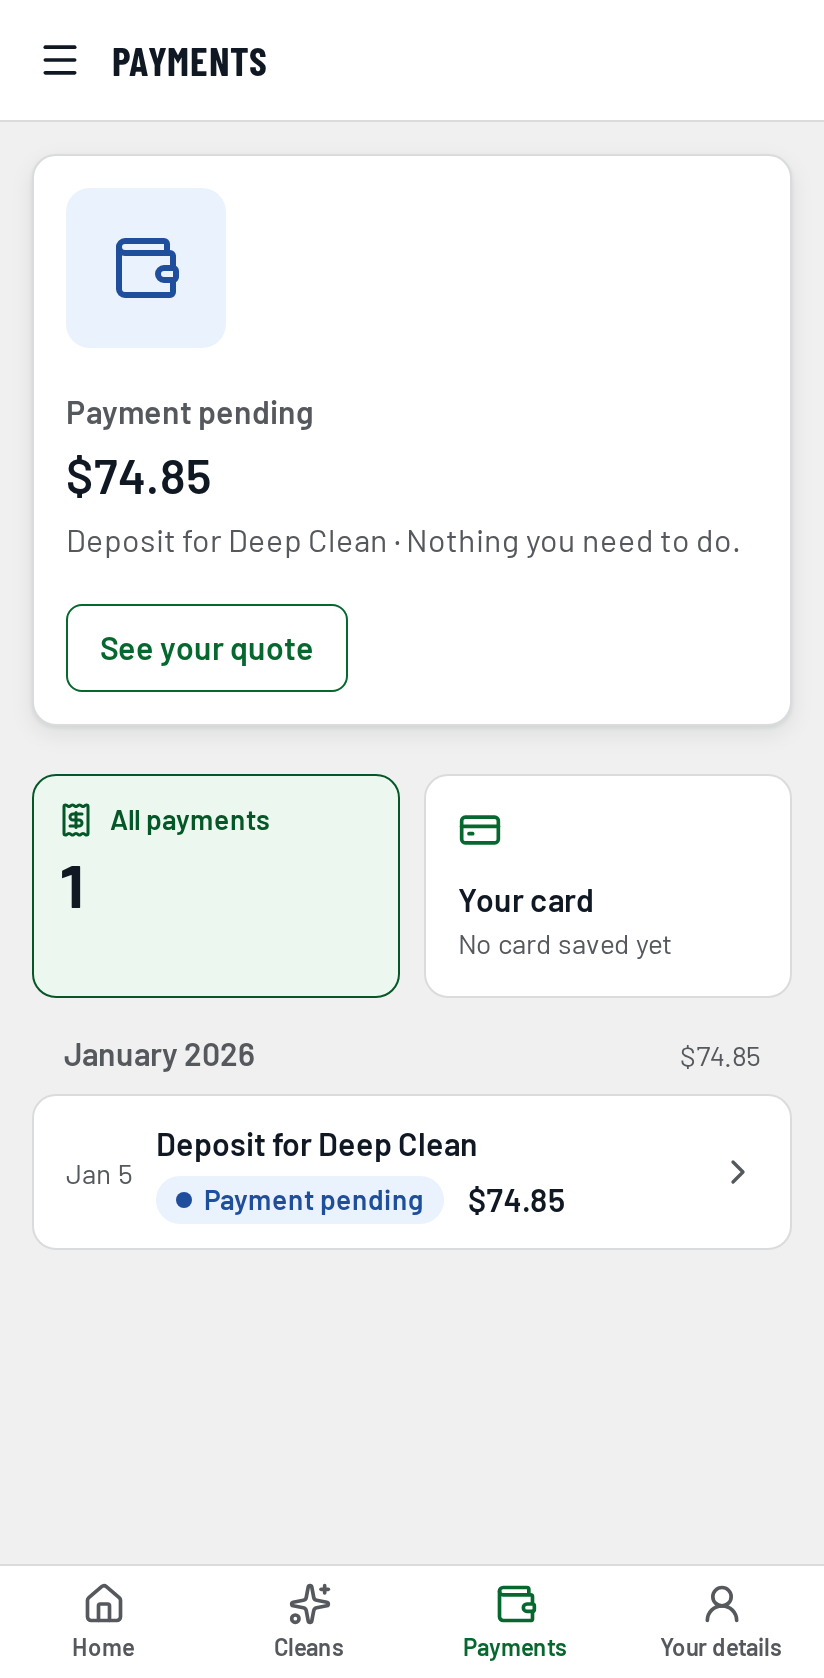 PAYMENTS
Payment pending
$74.85
Deposit for Deep Clean · Nothing you need to do.
See your quote
All payments
1
Your card
No card saved yet
January 2026
$74.85
Jan 5
Deposit for Deep Clean
Payment pending
$74.85
Home
Cleans
Payments
Your details